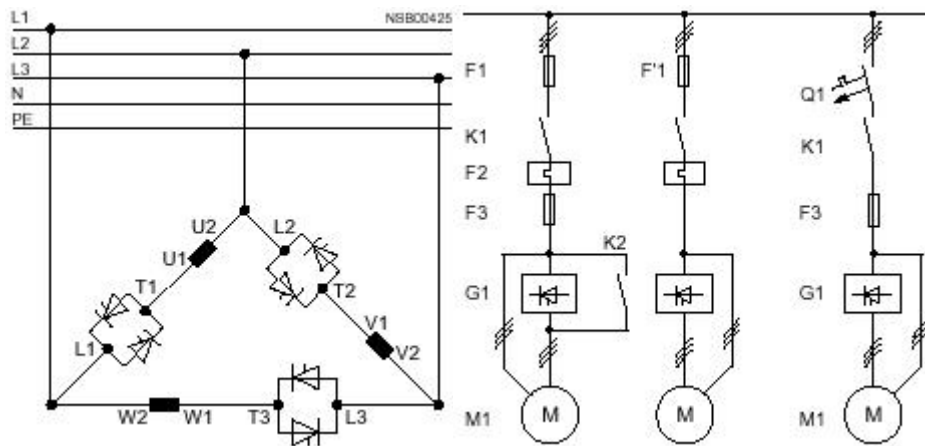 L1
NSB00425
L2
L3
N
PE
U2
U1
L2
T1
T2
L1
V1
V2
W2 W1 T3 L3
F1
F'1
Q1
K1
K1
F2
F3
F3
K2
G1
G1
M1
M
M
M1
M